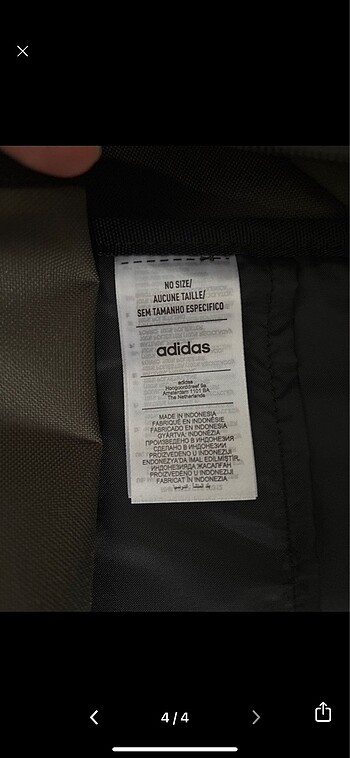 NO SIZE/
AUCUNE TAILLE/
SEM TAMANHO ESPECIFICO
adidas
adidas
Hoogoorddreef 9a
Amsterdam 1101 BA
The Netherlands
MADE IN INDONESIA
FABRIQUÉ EN INDONÉSIE
FABRICADO EN INDONESIA
GYÁRTVA: INDONÉZIA
ПРОИЗВЕДЕНО В ИНДОНЕЗИЯ
СДЕЛАНО В ИНДОНЕЗИИ
PROIZVEDENO U INDONEZIJI
ENDONEZYA'DA İMAL EDİLMİŞTİR
ИНДОНЕЗИЯДА ЖАСАЛҒАН
PROIZVEDENO U INDONEZIJI
FABRICAT ÎN INDONEZIA
4/4